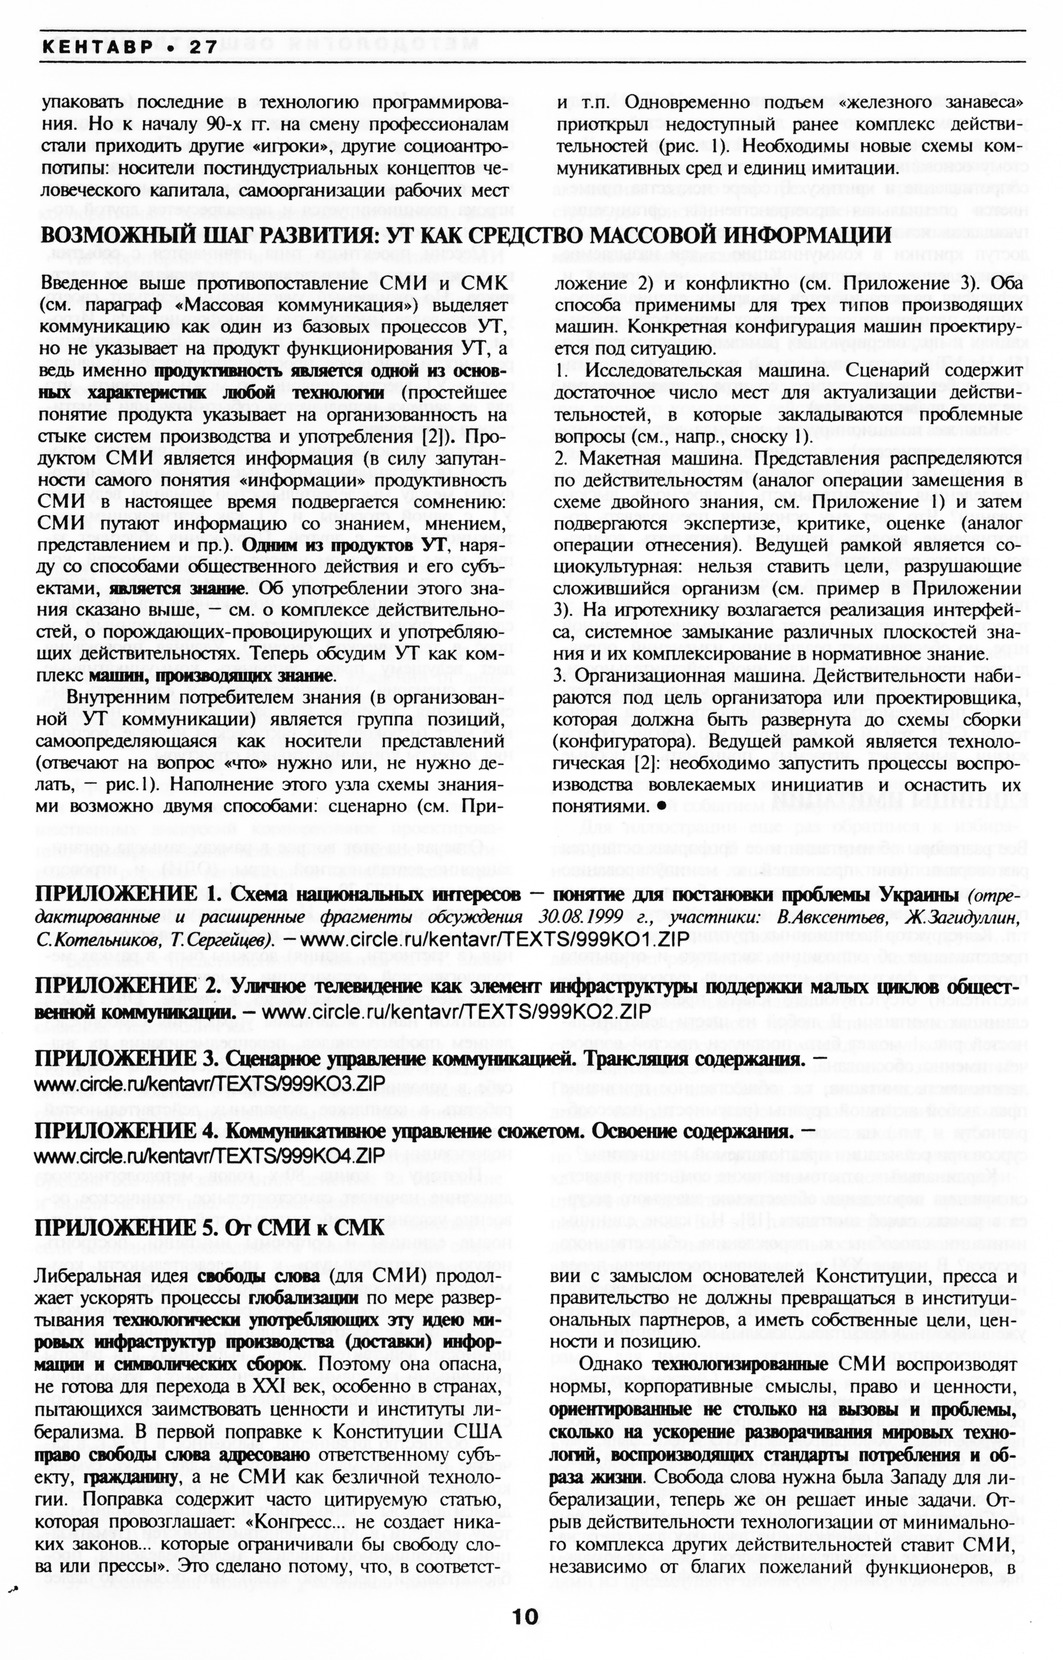 КЕНТАВР • 27
упаковать последние в технологию программирова-
ния. Но к началу 90-х гг. на смену профессионалам
стали приходить другие «игроки», другие социоантро-
потипы: носители постиндустриальных концептов че-
ловеческого капитала, самоорганизации рабочих мест
и т.п. Одновременно подъем «железного занавеса»
приоткрыл недоступный ранее комплекс действи-
тельностей (рис. 1). Необходимы новые схемы ком-
муникативных сред и единиц имитации.
ВОЗМОЖНЫЙ ШАГ РАЗВИТИЯ: УТ КАК СРЕДСТВО МАССОВОЙ ИНФОРМАЦИИ
Введенное выше противопоставление СМИ и СМК
(см. параграф «Массовая коммуникация») выделяет
коммуникацию как один из базовых процессов УТ,
но не указывает на продукт функционирования УТ, а
ведь именно продуктивность является одной из основ-
ных характеристик любой технологии (простейшее
понятие продукта указывает на организованность на
стыке систем производства и употребления [2]). Про-
дуктом СМИ является информация (в силу запутан-
ности самого понятия «информации» продуктивность
СМИ в настоящее время подвергается сомнению:
СМИ путают информацию со знанием, мнением,
представлением и пр.). Одним из продуктов УТ, наря-
ду со способами общественного действия и его субъ-
ектами, является знание. Об употреблении этого зна-
ния сказано выше, — см. о комплексе действительно-
стей, о порождающих-провоцирующих и употребляю-
щих действительностях. Теперь обсудим УТ как ком-
плекс машин, производящих знание.
Внутренним потребителем знания (в организован-
ной УТ коммуникации) является группа позиций,
самоопределяющаяся как носители представлений
(отвечают на вопрос «что» нужно или, не нужно де-
лать, — рис.1). Наполнение этого узла схемы знания-
ми возможно двумя способами: сценарно (см. При-
ложение 2) и конфликтно (см. Приложение 3). Оба
способа применимы для трех типов производящих
машин. Конкретная конфигурация машин проектиру-
ется под ситуацию.
1. Исследовательская машина. Сценарий содержит
достаточное число мест для актуализации действи-
тельностей, в которые закладываются проблемные
вопросы (см., напр., сноску 1).
2. Макетная машина. Представления распределяются
по действительностям (аналог операции замещения в
схеме двойного знания, см. Приложение 1) и затем
подвергаются экспертизе, критике, оценке (аналог
операции отнесения). Ведущей рамкой является со-
циокультурная: нельзя ставить цели, разрушающие
сложившийся организм (см. пример в Приложении
3). На игротехнику возлагается реализация интерфей-
са, системное замыкание различных плоскостей зна-
ния и их комплексирование в нормативное знание.
3. Организационная машина. Действительности наби-
раются под цель организатора или проектировщика,
которая должна быть развернута до схемы сборки
(конфигуратора). Ведущей рамкой является техноло-
гическая [2]: необходимо запустить процессы воспро-
изводства вовлекаемых инициатив и оснастить их
понятиями. •
ПРИЛОЖЕНИЕ 1. Схема национальных интересов — понятие для постановки проблемы Украины (отре-
дактированные и расширенные фрагменты обсуждения 30.08.1999 г., участники: В.Авксентьев, Ж.Загидуллин,
С.Котельников, Т.Сергейцев). — www.circle.ru/kentavr/TEXTS/999KO1.ZIP
ПРИЛОЖЕНИЕ 2. Уличное телевидение как элемент инфраструктуры поддержки малых циклов общест-
венной коммуникации. — www.circle.ru/kentavr/TEXTS/999KO2.ZIP
ПРИЛОЖЕНИЕ 3. Сценарное управление коммуникацией. Трансляция содержания. —
www.circle.ru/kentavr/TEXTS/999KO3.ZIP
ПРИЛОЖЕНИЕ 4. Коммуникативное управление сюжетом. Освоение содержания. —
www.circle.ru/kentavr/TEXTS/999KO4.ZIP
ПРИЛОЖЕНИЕ 5. От СМИ к СМК
Либеральная идея свободы слова (для СМИ) продол-
жает ускорять процессы глобализации по мере развер-
тывания технологически употребляющих эту идею ми-
ровых инфраструктур производства (доставки) инфор-
мации и символических сборок. Поэтому она опасна,
не готова для перехода в XXI век, особенно в странах,
пытающихся заимствовать ценности и институты ли-
берализма. В первой поправке к Конституции США
право свободы слова адресовано ответственному субъ-
екту, гражданину, а не СМИ как безличной техноло-
гии. Поправка содержит часто цитируемую статью,
которая провозглашает: «Конгресс... не создает ника-
ких законов... которые ограничивали бы свободу сло-
ва или прессы». Это сделано потому, что, в соответст-
вии с замыслом основателей Конституции, пресса и
правительство не должны превращаться в институци-
ональных партнеров, а иметь собственные цели, цен-
ности и позицию.
Однако технологизированные СМИ воспроизводят
нормы, корпоративные смыслы, право и ценности,
ориентированные не столько на вызовы и проблемы,
сколько на ускорение разворачивания мировых техно-
логий, воспроизводящих стандарты потребления и об-
раза жизни. Свобода слова нужна была Западу для ли-
берализации, теперь же он решает иные задачи. От-
рыв действительности технологизации от минимально-
го комплекса других действительностей ставит СМИ,
независимо от благих пожеланий функционеров, в
10